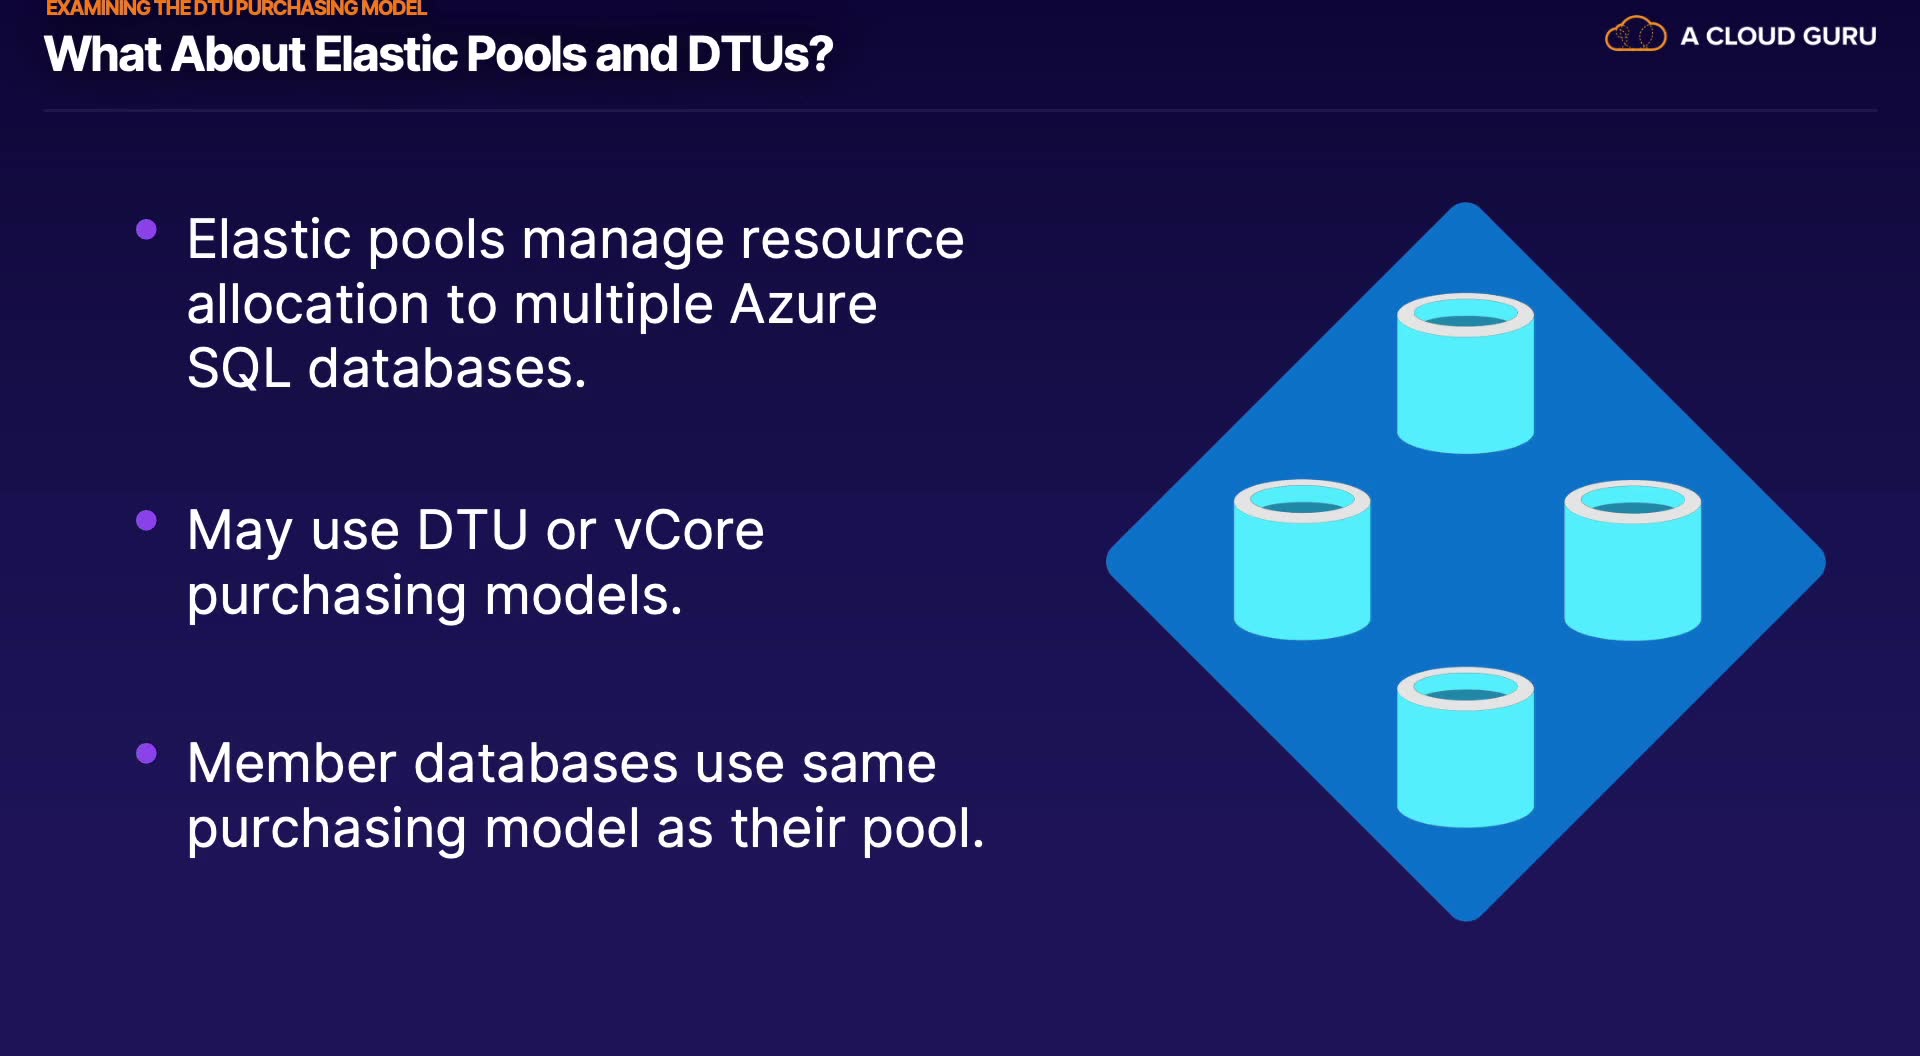 EXAMINING THE DTU PURCHASING MODEL
What About Elastic Pools and DTUs?
A CLOUD GURU
Elastic pools manage resource
allocation to multiple Azure
SQL databases.
May use DTU or vCore
purchasing models.
Member databases use same
purchasing model as their pool.